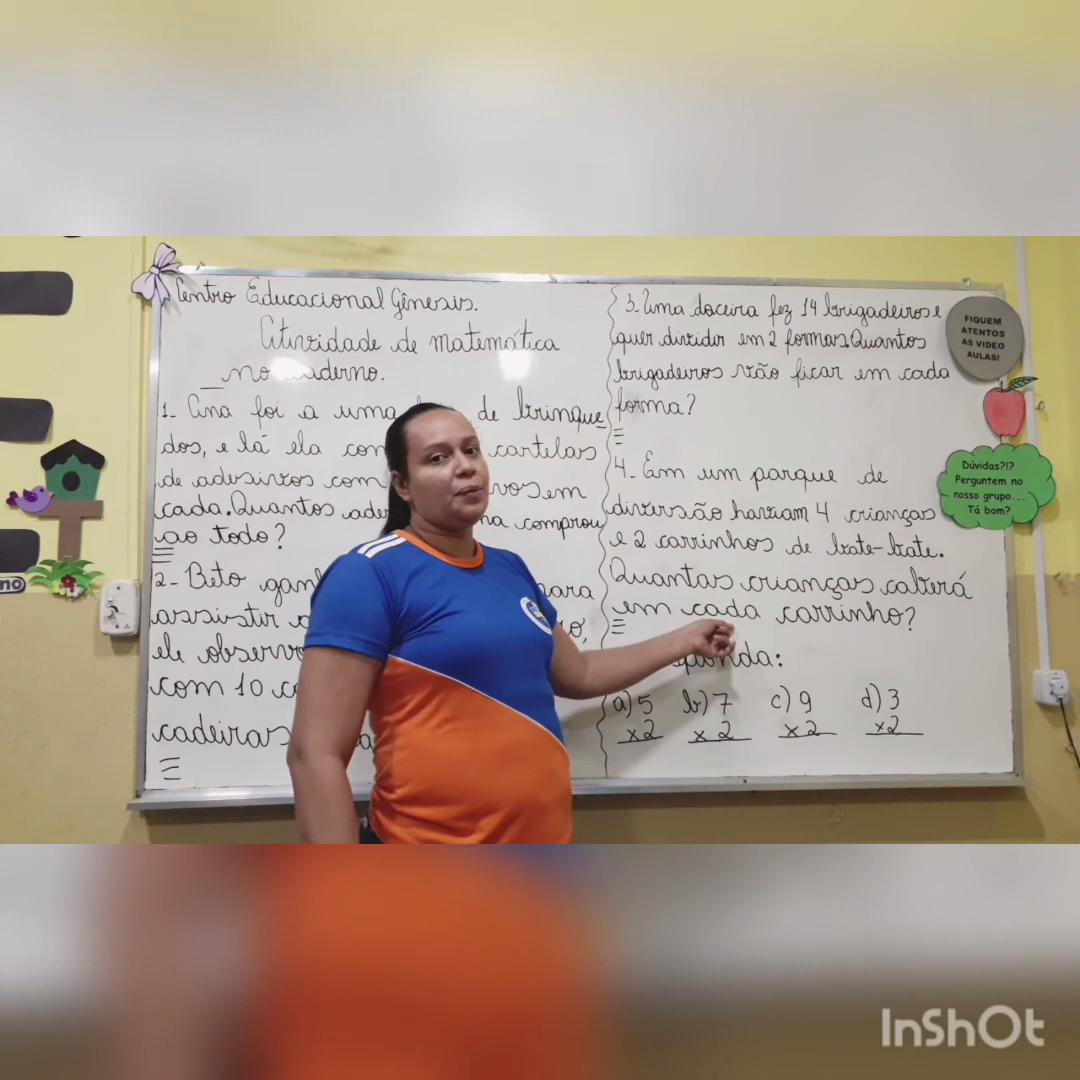 Centro Educacional Gênesis.
Atividade de matemática
no caderno.
1- Ana foi a uma de brinque
dos, e lá ela cartelas
de adesivos com em
cada. Quantos comprou
ao todo?
2- Beto para
assistir
ele
com 10
cadeiras
3- Uma doceira fez 14 brigadeiros e
quer dividir em 2 formas. Quantos
brigadeiros vão ficar em cada
forma?
4- Em um parque de
diversão haviam 4 crianças
e 2 carrinhos de bate-bate.
Quantas crianças caberá
em cada carrinho?
a) 5 b) 7 c) 9 d) 3
x2 x2 x2 x2
FIQUEM
ATENTOS
AS VIDEO
AULAS!
Dúvidas?!?
Perguntem no
nosso grupo...
Tá bom?
no
InShOt